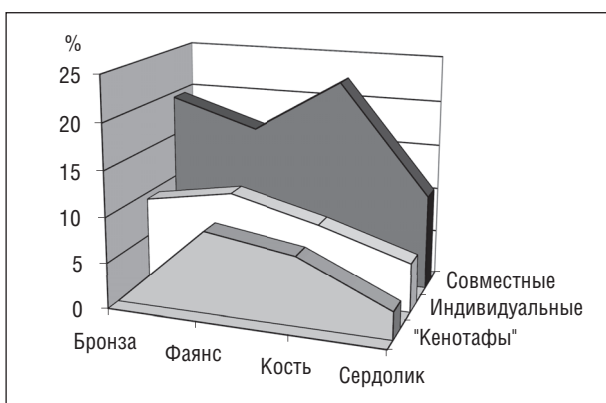 %
25
20
15
10
5
0
Бронза
Фаянс
Кость
Сердолик
Совместные
Индивидуальные
"Кенотафы"